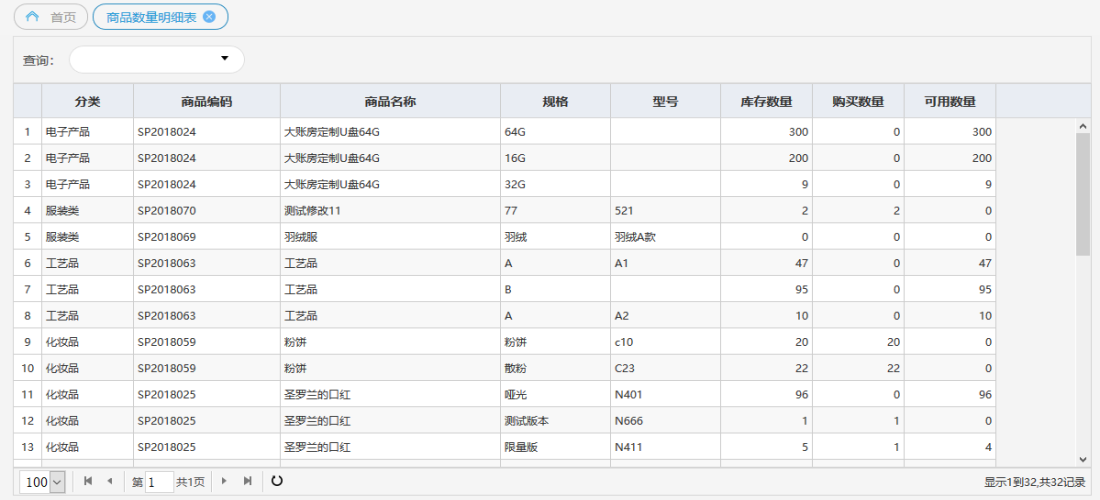 首页 商品数量明细表
查询:
分类 商品编码 商品名称 规格 型号 库存数量 购买数量 可用数量
1 电子产品 SP2018024 大账房定制U盘64G 64G 300 0 300
2 电子产品 SP2018024 大账房定制U盘64G 16G 200 0 200
3 电子产品 SP2018024 大账房定制U盘64G 32G 9 0 9
4 服装类 SP2018070 测试修改11 77 521 2 2 0
5 服装类 SP2018069 羽绒服 羽绒 羽绒A款 0 0 0
6 工艺品 SP2018063 工艺品 A A1 47 0 47
7 工艺品 SP2018063 工艺品 B 95 0 95
8 工艺品 SP2018063 工艺品 A A2 10 0 10
9 化妆品 SP2018059 粉饼 粉饼 c10 20 20 0
10 化妆品 SP2018059 粉饼 散粉 C23 22 22 0
11 化妆品 SP2018025 圣罗兰的口红 哑光 N401 96 0 96
12 化妆品 SP2018025 圣罗兰的口红 测试版本 N666 1 1 0
13 化妆品 SP2018025 圣罗兰的口红 限量版 N411 5 1 4
100 第 1 共1页 显示1到32,共32记录